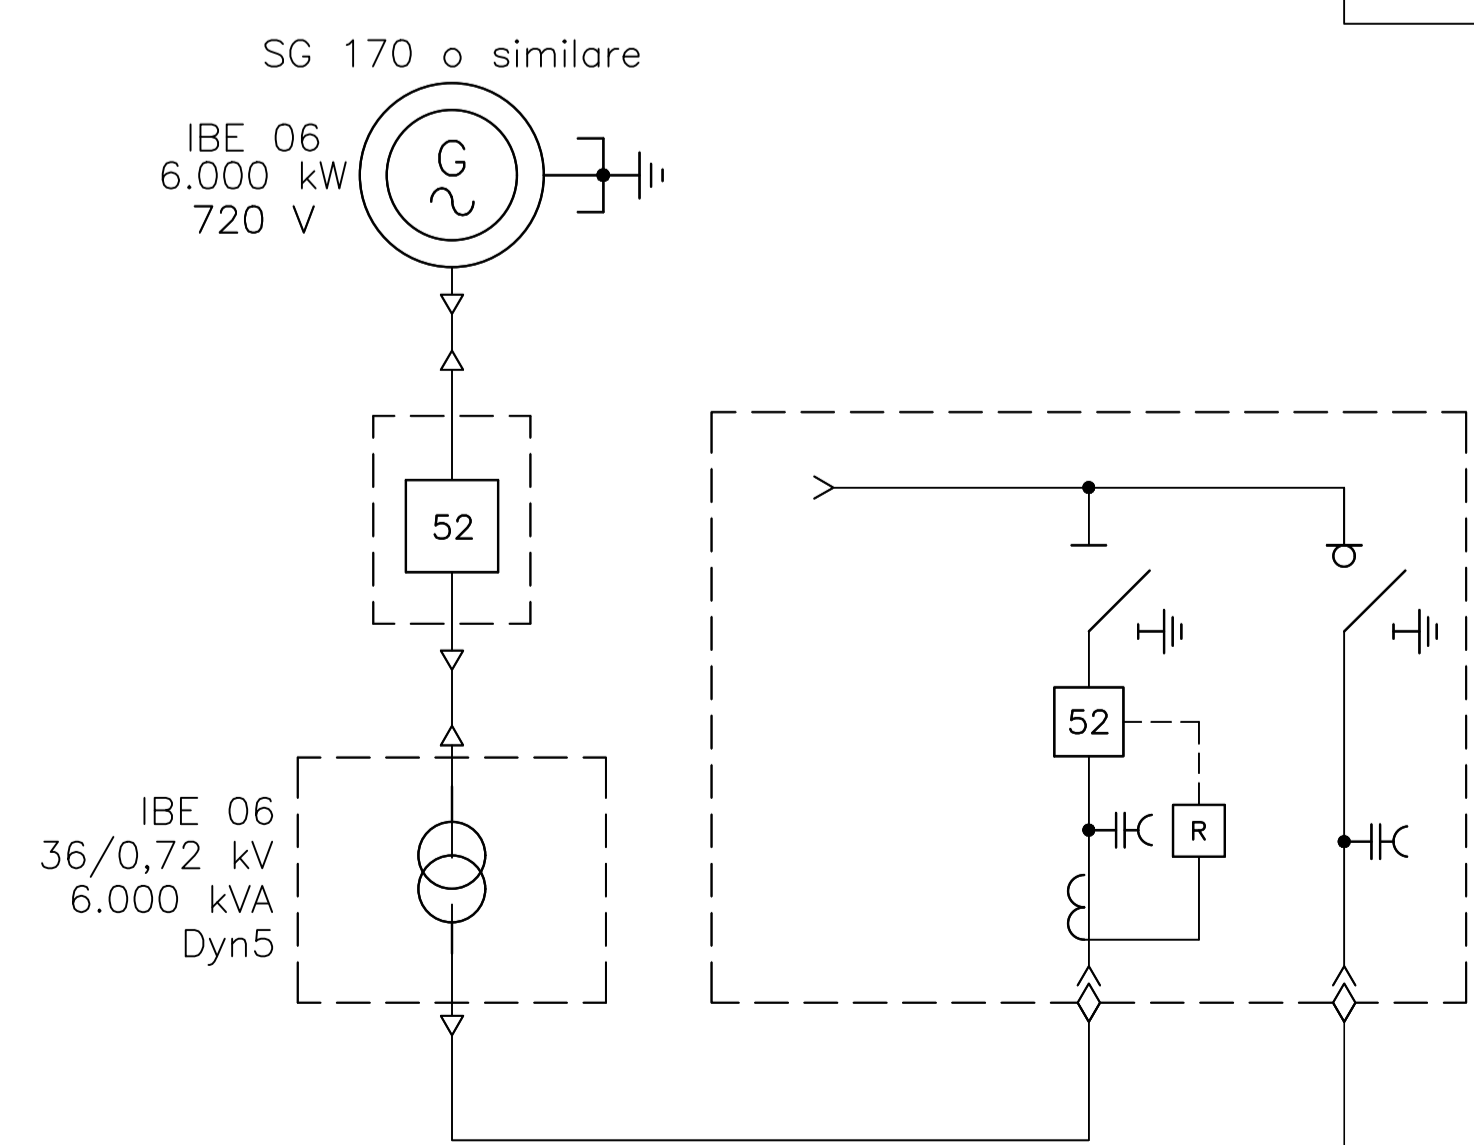 SG 170 o similare
IBE 06
6.000 kW
720 V
G
52
52
R
IBE 06
36/0,72 kV
6.000 kVA
Dyn5